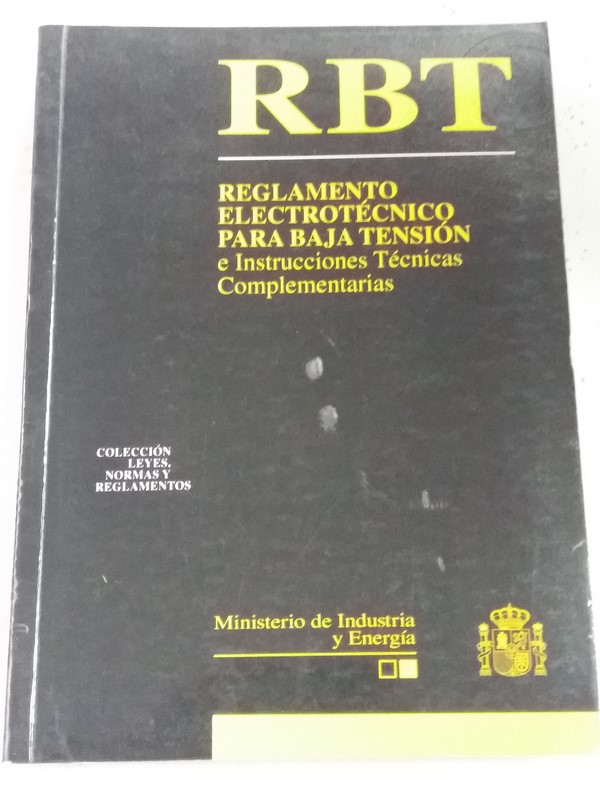 RBT
REGLAMENTO
ELECTROTÉCNICO
PARA BAJA TENSIÓN
e Instrucciones Técnicas
Complementarias
COLECCIÓN
LEYES,
NORMAS Y
REGLAMENTOS
Ministerio de Industria
y Energía